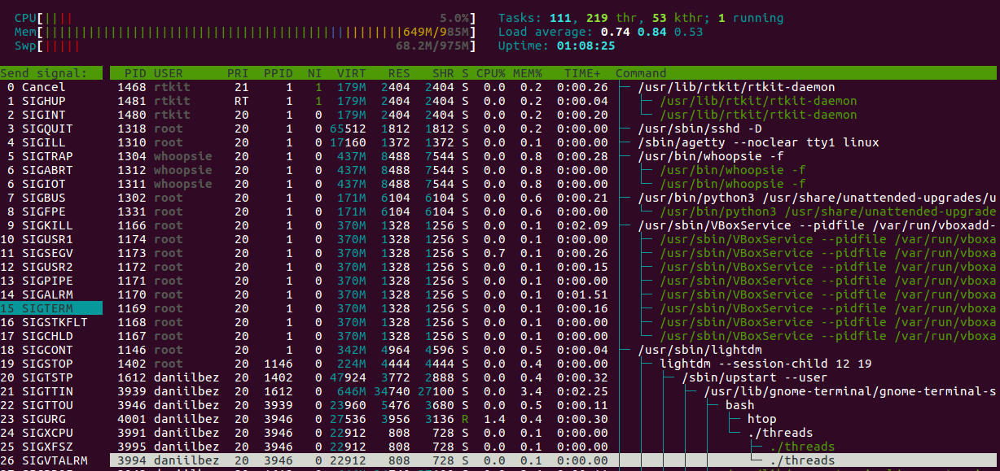 CPU[|||| 5.0%] Tasks: 111, 219 thr, 53 kthr; 1 running
Mem[|||||||||||||||||||||||||||||||||||||||||||||||||649M/985M] Load average: 0.74 0.84 0.53
Swp[||||| 68.2M/975M] Uptime: 01:08:25
Send signal: PID USER PRI PPID NI VIRT RES SHR S CPU% MEM% TIME+ Command
0 Cancel 1468 rtkit 21 1 1 179M 2404 2404 S 0.0 0.2 0:00.26 /usr/lib/rtkit/rtkit-daemon
1 SIGHUP 1481 rtkit RT 1 1 179M 2404 2404 S 0.0 0.2 0:00.04 /usr/lib/rtkit/rtkit-daemon
2 SIGINT 1480 rtkit 20 1 0 179M 2404 2404 S 0.0 0.2 0:00.20 /usr/lib/rtkit/rtkit-daemon
3 SIGQUIT 1318 root 20 1 0 65512 1812 1812 S 0.0 0.2 0:00.00 /usr/sbin/sshd -D
4 SIGILL 1310 root 20 1 0 17160 1372 1372 S 0.0 0.1 0:00.00 /sbin/agetty --noclear tty1 linux
5 SIGTRAP 1304 whoopsie 20 1 0 437M 8488 7544 S 0.0 0.8 0:00.28 /usr/bin/whoopsie -f
6 SIGABRT 1312 whoopsie 20 1 0 437M 8488 7544 S 0.0 0.8 0:00.00 /usr/bin/whoopsie -f
6 SIGIOT 1311 whoopsie 20 1 0 437M 8488 7544 S 0.0 0.8 0:00.00 /usr/bin/whoopsie -f
7 SIGBUS 1302 root 20 1 0 171M 6104 6104 S 0.0 0.6 0:00.21 /usr/bin/python3 /usr/share/unattended-upgrades/u
8 SIGFPE 1331 root 20 1 0 171M 6104 6104 S 0.0 0.6 0:00.00 /usr/bin/python3 /usr/share/unattended-upgrade
9 SIGKILL 1166 root 20 1 0 370M 1328 1256 S 0.0 0.1 0:02.09 /usr/sbin/VBoxService --pidfile /var/run/vboxadd-
10 SIGUSR1 1174 root 20 1 0 370M 1328 1256 S 0.0 0.1 0:00.00 /usr/sbin/VBoxService --pidfile /var/run/vboxa
11 SIGSEGV 1173 root 20 1 0 370M 1328 1256 S 0.7 0.1 0:00.26 /usr/sbin/VBoxService --pidfile /var/run/vboxa
12 SIGUSR2 1172 root 20 1 0 370M 1328 1256 S 0.0 0.1 0:00.15 /usr/sbin/VBoxService --pidfile /var/run/vboxa
13 SIGPIPE 1171 root 20 1 0 370M 1328 1256 S 0.0 0.1 0:00.00 /usr/sbin/VBoxService --pidfile /var/run/vboxa
14 SIGALRM 1170 root 20 1 0 370M 1328 1256 S 0.0 0.1 0:01.51 /usr/sbin/VBoxService --pidfile /var/run/vboxa
15 SIGTERM 1169 root 20 1 0 370M 1328 1256 S 0.0 0.1 0:00.16 /usr/sbin/VBoxService --pidfile /var/run/vboxa
16 SIGSTKFLT 1168 root 20 1 0 370M 1328 1256 S 0.0 0.1 0:00.00 /usr/sbin/VBoxService --pidfile /var/run/vboxa
17 SIGCHLD 1167 root 20 1 0 370M 1328 1256 S 0.0 0.1 0:00.00 /usr/sbin/VBoxService --pidfile /var/run/vboxa
18 SIGCONT 1146 root 20 1 0 342M 4964 4596 S 0.0 0.5 0:00.04 /usr/sbin/lightdm
19 SIGSTOP 1402 root 20 1146 0 224M 4444 4444 S 0.0 0.4 0:00.00 lightdm --session-child 12 19
20 SIGTSTP 1612 daniilbez 20 1402 0 47924 3772 2888 S 0.0 0.4 0:00.32 /sbin/upstart --user
21 SIGTTIN 3939 daniilbez 20 1612 0 646M 34740 27100 S 0.0 3.4 0:02.25 /usr/lib/gnome-terminal/gnome-terminal-s
22 SIGTTOU 3946 daniilbez 20 3939 0 23960 5476 3680 S 0.0 0.5 0:00.11 bash
23 SIGURG 4001 daniilbez 20 3946 0 27536 3956 3136 R 1.4 0.4 0:00.30 htop
24 SIGXCPU 3991 daniilbez 20 3946 0 22912 808 728 S 0.0 0.1 0:00.00 ./threads
25 SIGXFSZ 3995 daniilbez 20 3946 0 22912 808 728 S 0.0 0.1 0:00.00 ./threads
26 SIGVTALRM 3994 daniilbez 20 3946 0 22912 808 728 S 0.0 0.1 0:00.00 ./threads